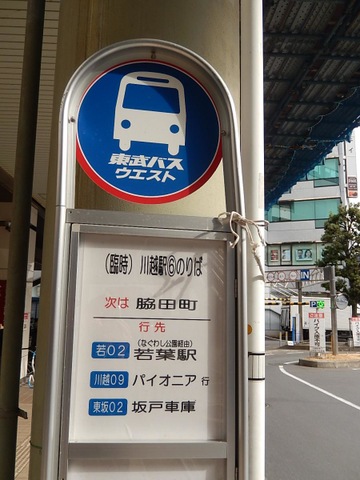 東武バス
ウエスト
(臨時)川越駅⑥のりば
次は 脇田町
行先
(なぐわし公園経由)
若02 若葉駅
川越09 パイオニア行
東坂02 坂戸車庫
IN
P